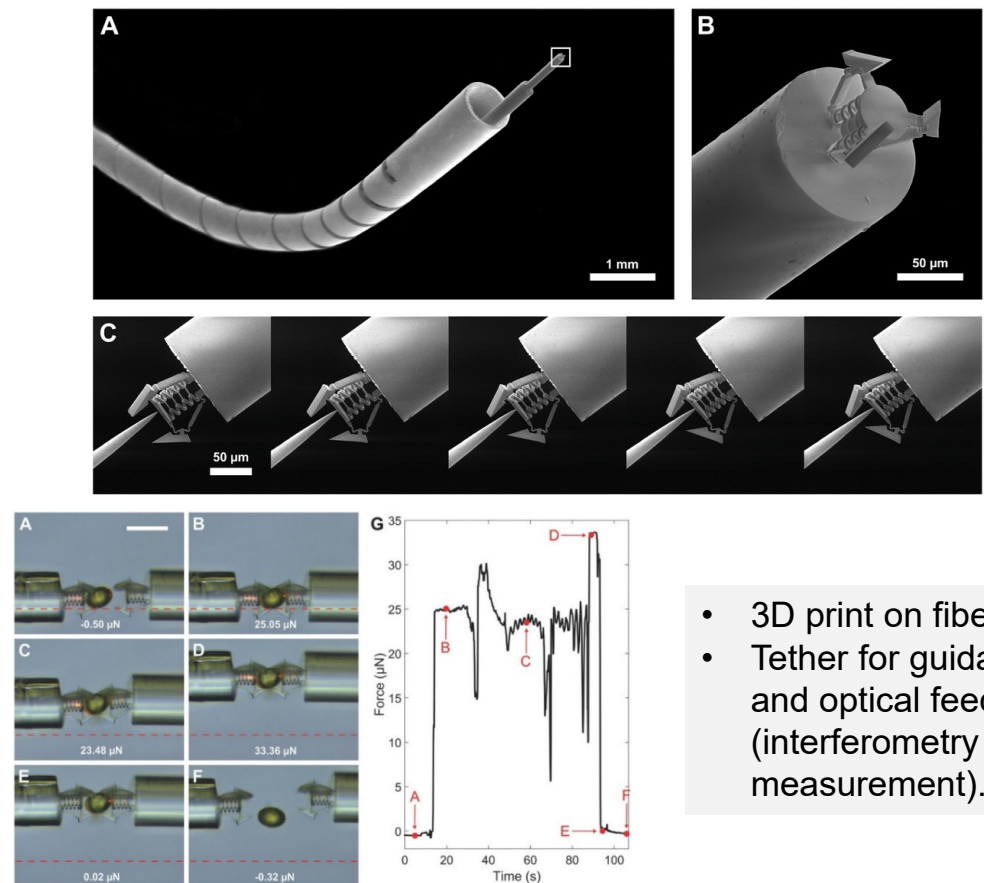 A
B
1 mm
50 µm
C
50 µm
A
B
-0.50 µN
25.05 µN
C
D
23.48 µN
33.36 µN
E
F
0.02 µN
-0.32 µN
G
35
30
25
20
15
10
5
0
Force (µN)
A
B
C
D
E
F
0
20
40
60
80
100
Time (s)
• 3D print on fibe
• Tether for guida
and optical feed
(interferometry
measurement).